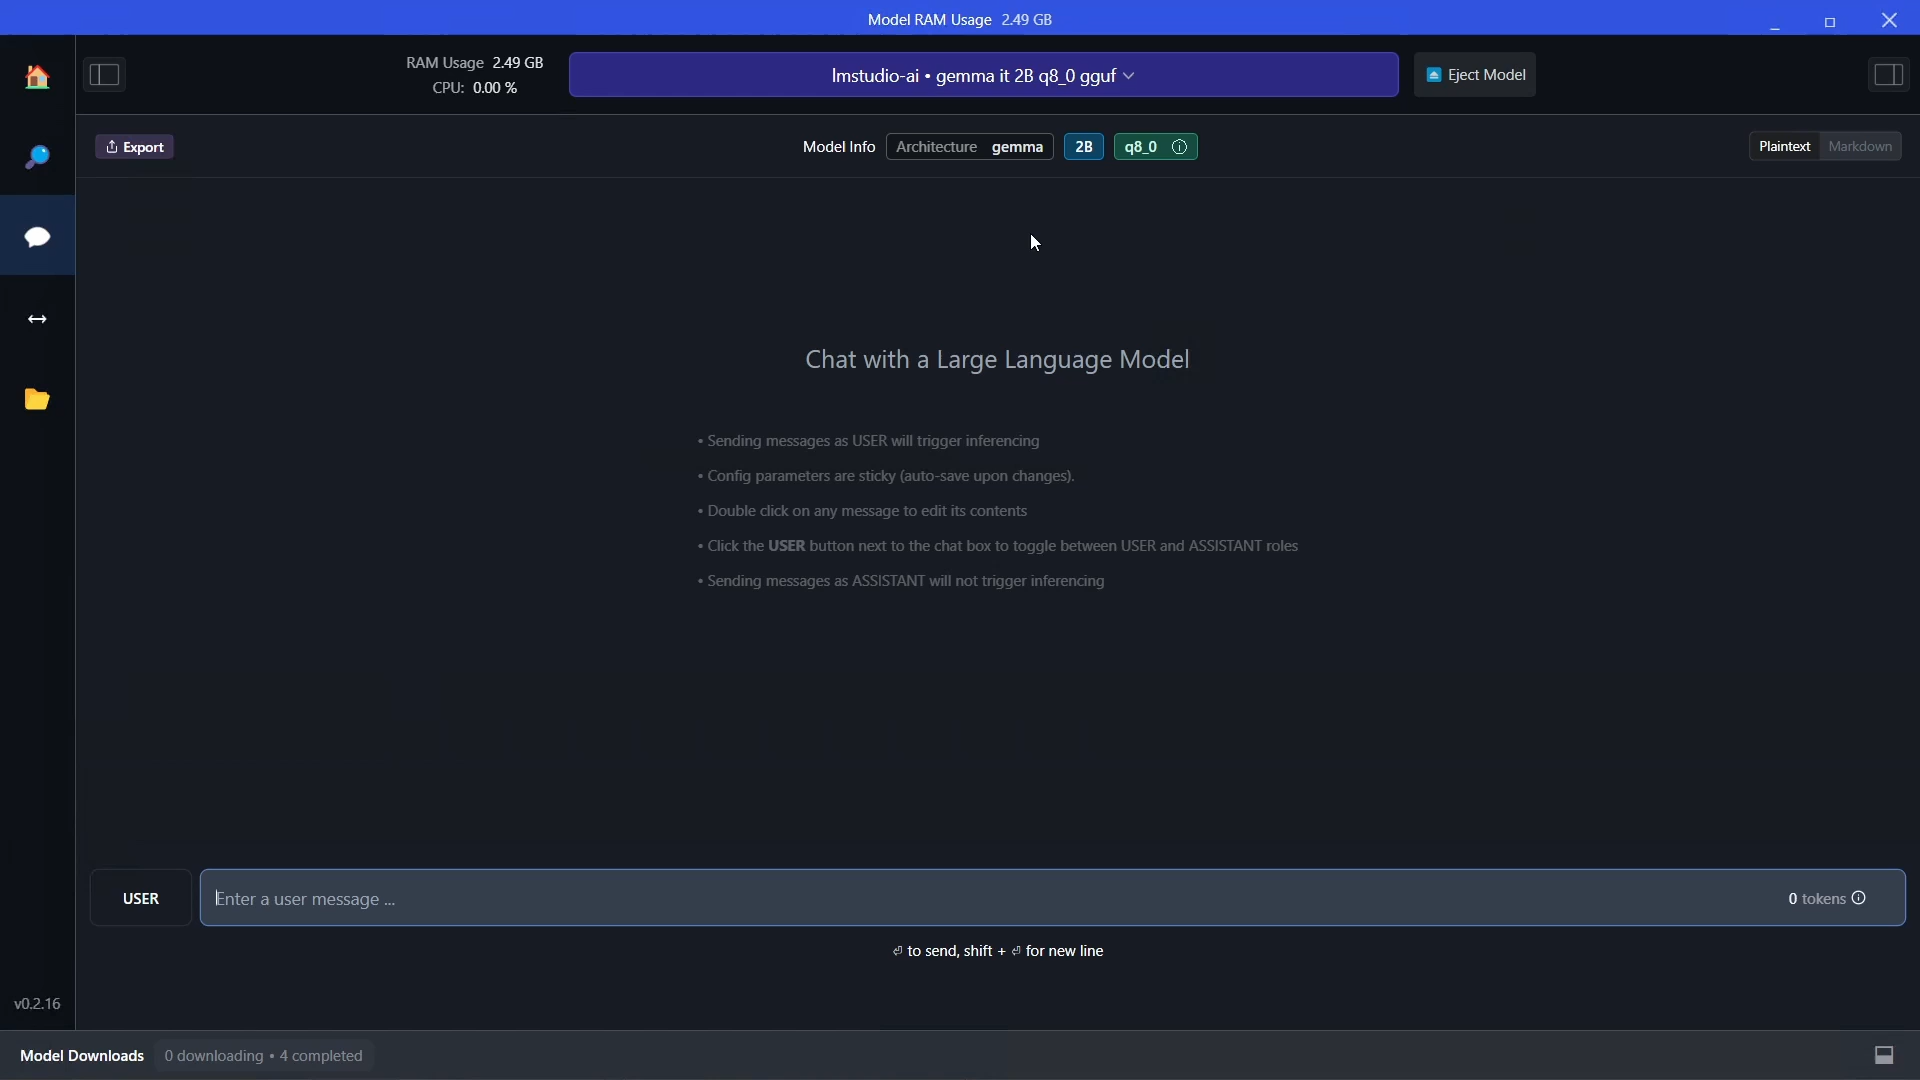 Model RAM Usage 2.49 GB
RAM Usage 2.49 GB
CPU: 0.00 %
lmstudio-ai • gemma it 2B q8_0 gguf
Eject Model
Export
Model Info
Architecture gemma
2B
q8_0
Plaintext
Markdown
Chat with a Large Language Model
• Sending messages as USER will trigger inferencing
• Config parameters are sticky (auto-save upon changes).
• Double click on any message to edit its contents
• Click the USER button next to the chat box to toggle between USER and ASSISTANT roles
• Sending messages as ASSISTANT will not trigger inferencing
USER
Enter a user message ...
0 tokens
⏎ to send, shift + ⏎ for new line
v0.2.16
Model Downloads 0 downloading • 4 completed